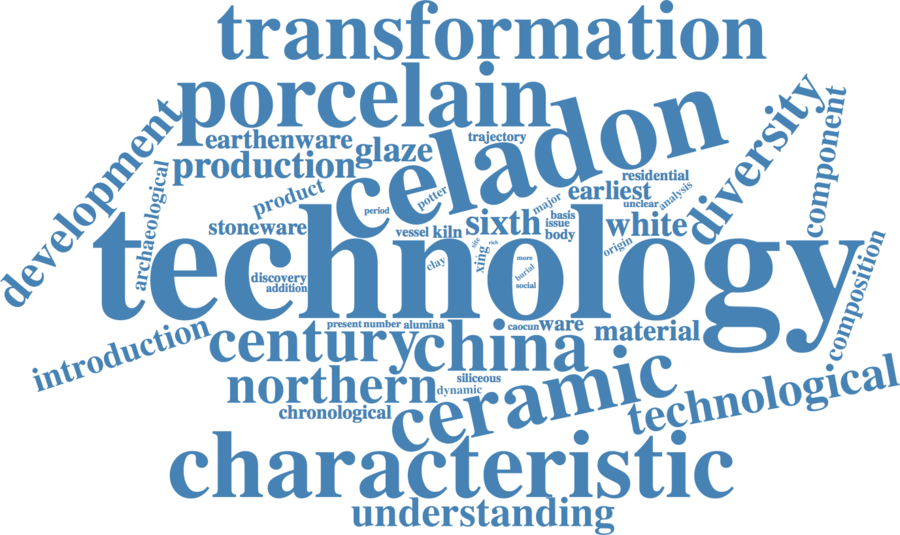 transformation
porcelain
celadon
development
diversity
component
earthenware
trajectory
glaze
production
archaeological
residential
earliest
analysis
unclear
product
potter
period
major
stoneware
sixth
basis
issue
body
white
vessel
kiln
origin
technology
site
rich
xing
clay
more
burial
social
discovery
addition
composition
introduction
present
number
alumina
caocun
ware
material
century
china
northern
siliceous
dynamic
ceramic
technological
chronological
characteristic
understanding